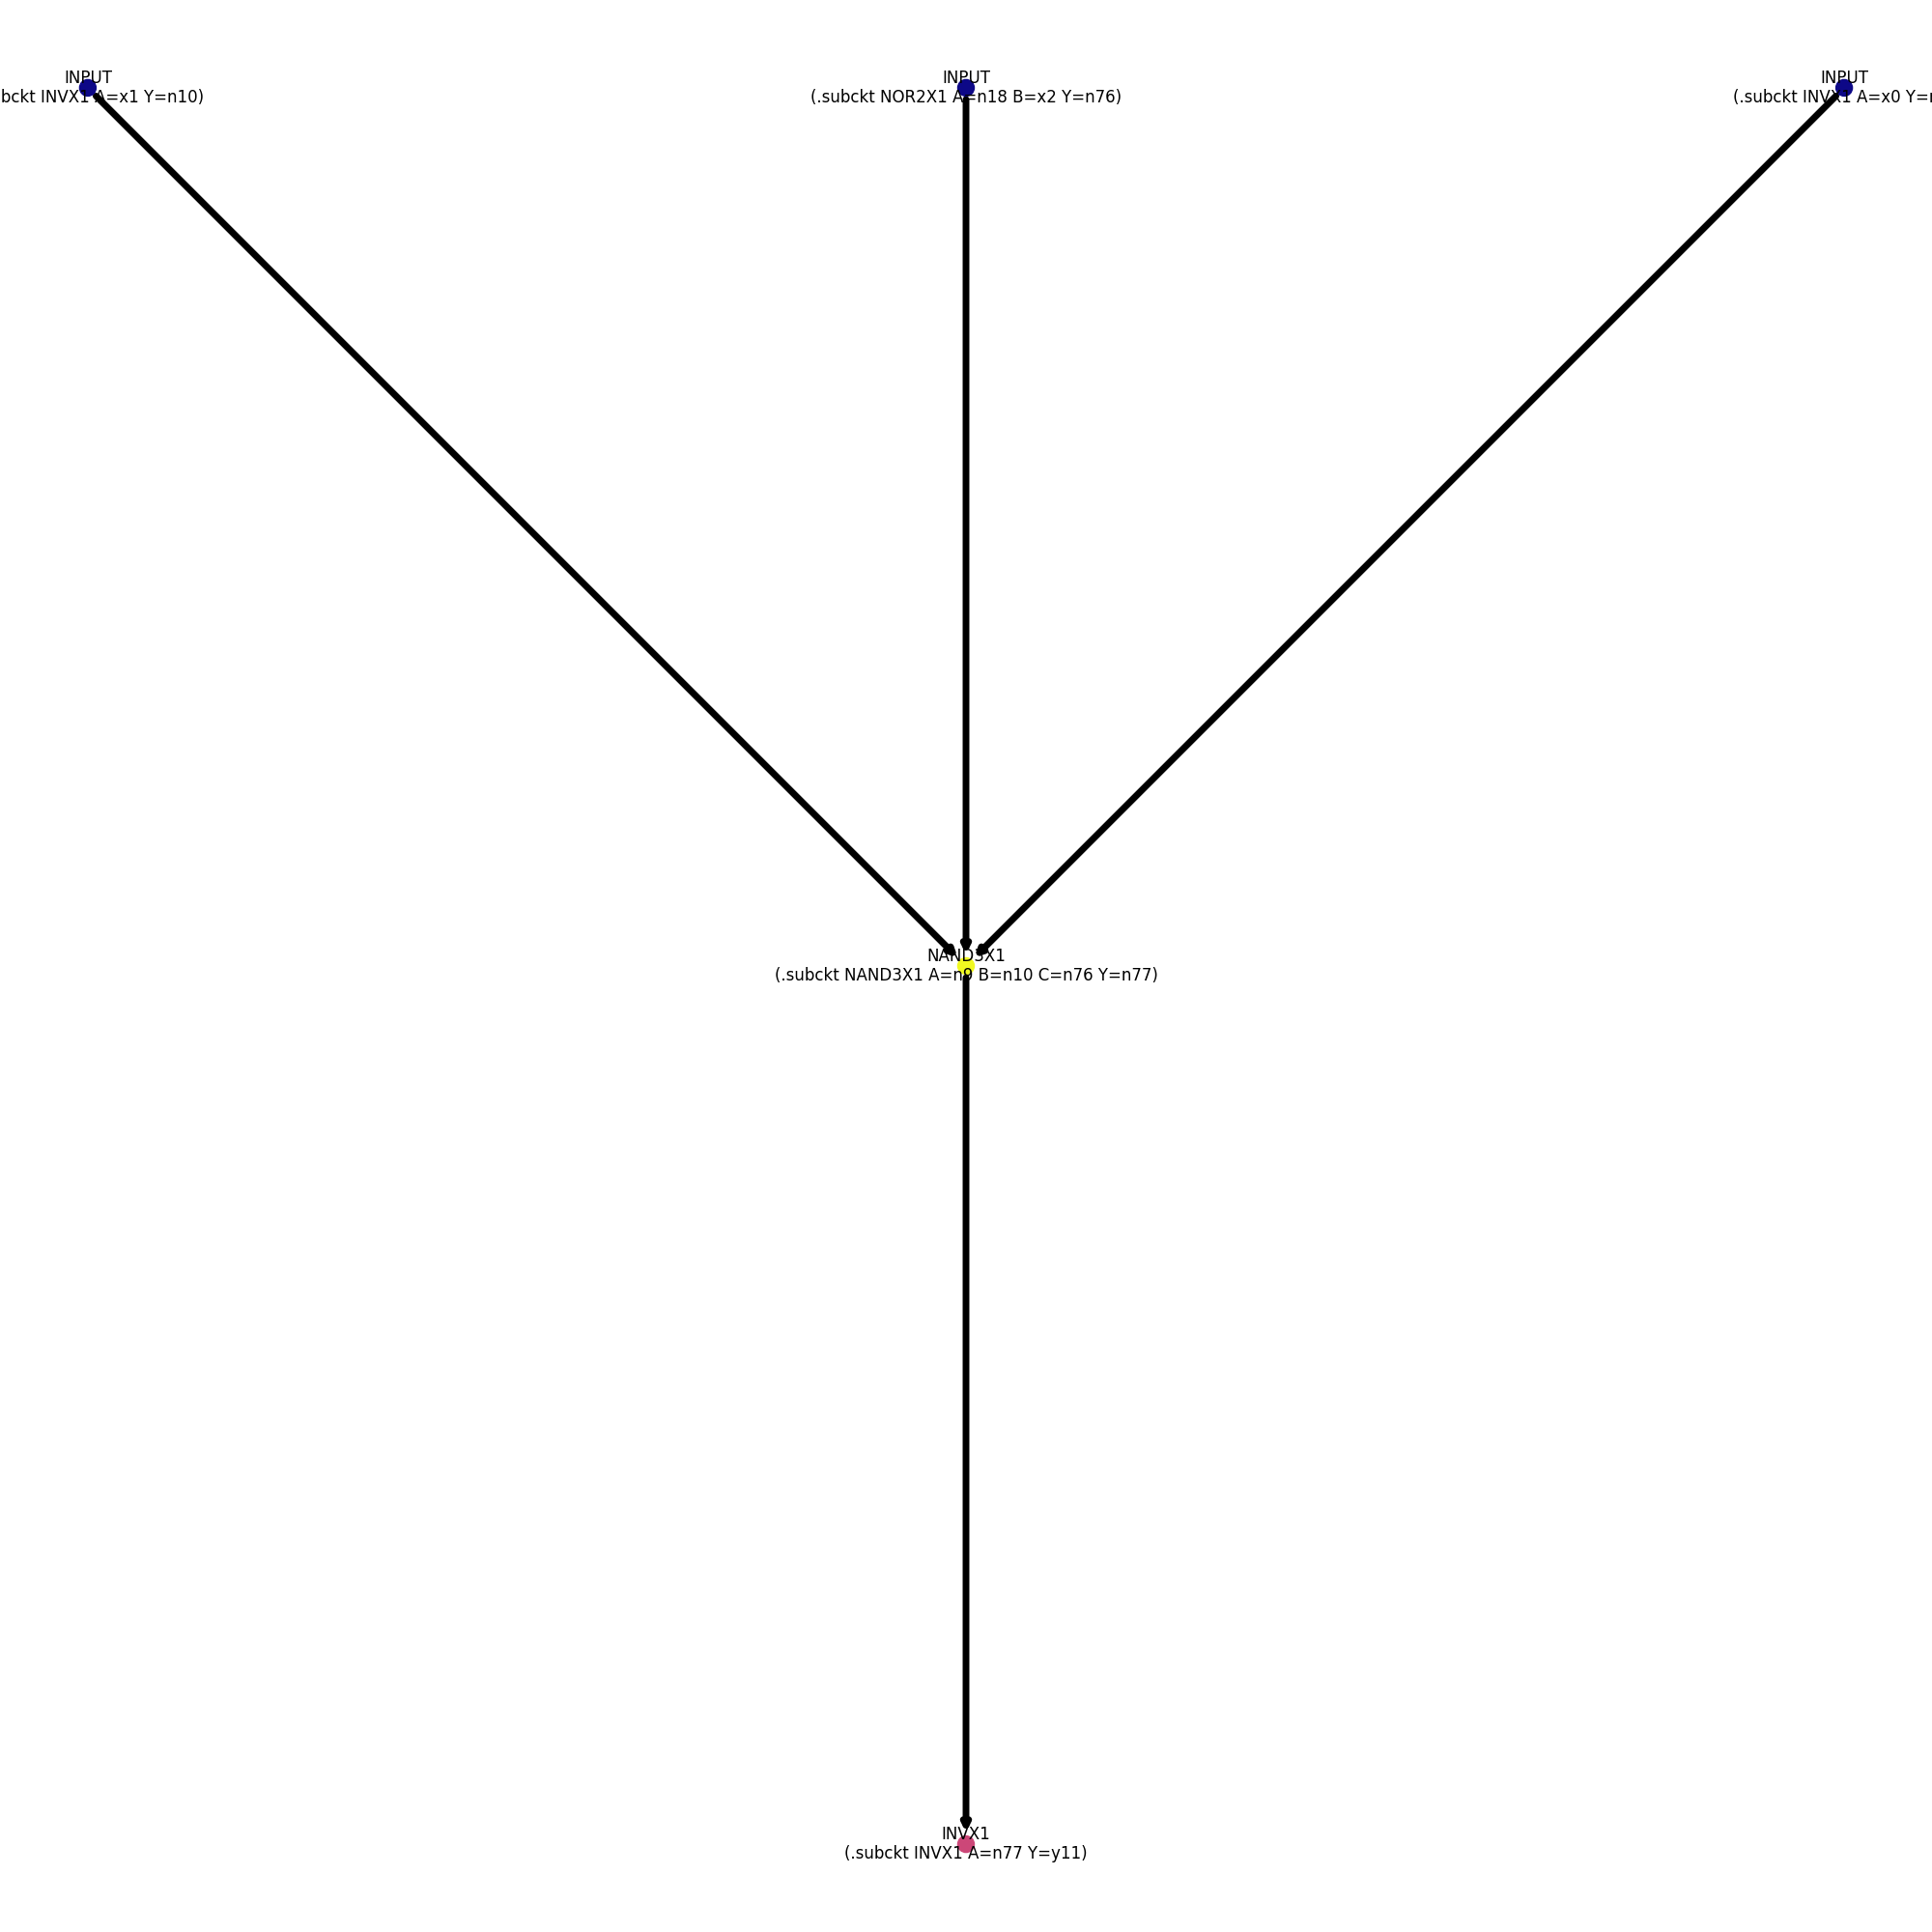 INPUT
bckt INVX1 A=x1 Y=n10)
INPUT
(.subckt NOR2X1 A=n18 B=x2 Y=n76)
INPUT
(.subckt INVX1 A=x0
NAND3X1
(.subckt NAND3X1 A=n9 B=n10 C=n76 Y=n77)
INVX1
(.subckt INVX1 A=n77 Y=y11)